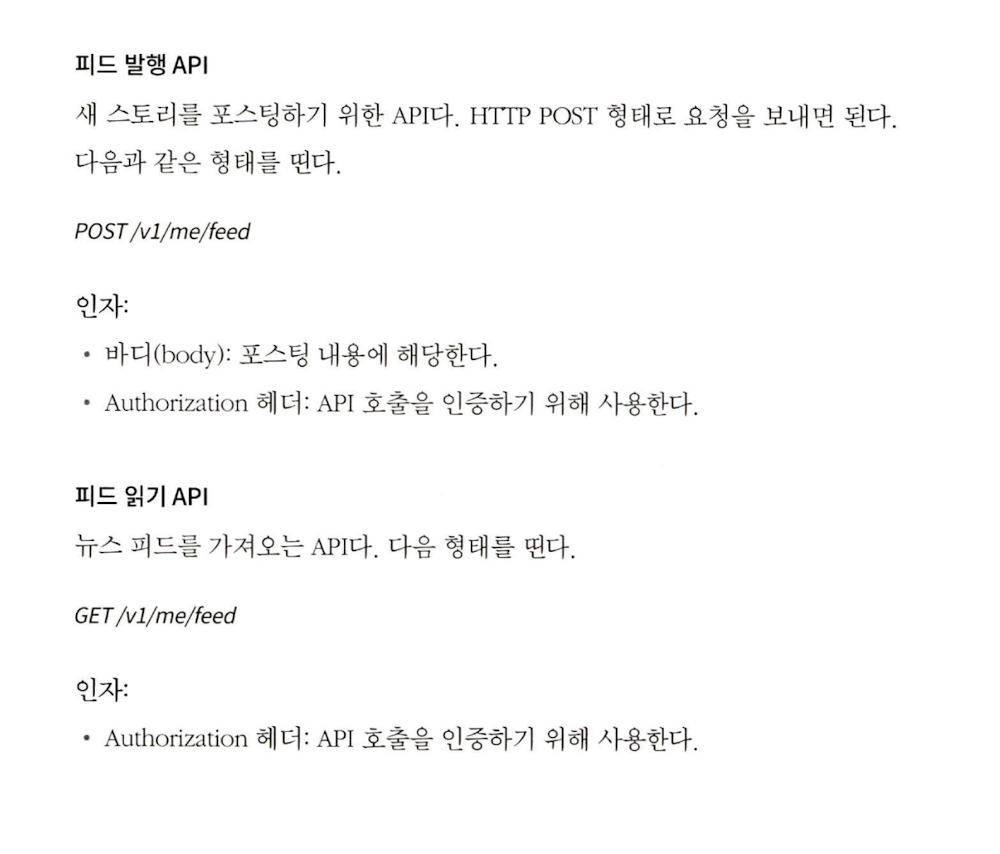 피드 발행 API
새 스토리를 포스팅하기 위한 API다. HTTP POST 형태로 요청을 보내면 된다.
다음과 같은 형태를 띤다.
POST /v1/me/feed
인자:
• 바디(body): 포스팅 내용에 해당한다.
• Authorization 헤더: API 호출을 인증하기 위해 사용한다.
피드 읽기 API
뉴스 피드를 가져오는 API다. 다음 형태를 띤다.
GET /v1/me/feed
인자:
• Authorization 헤더: API 호출을 인증하기 위해 사용한다.